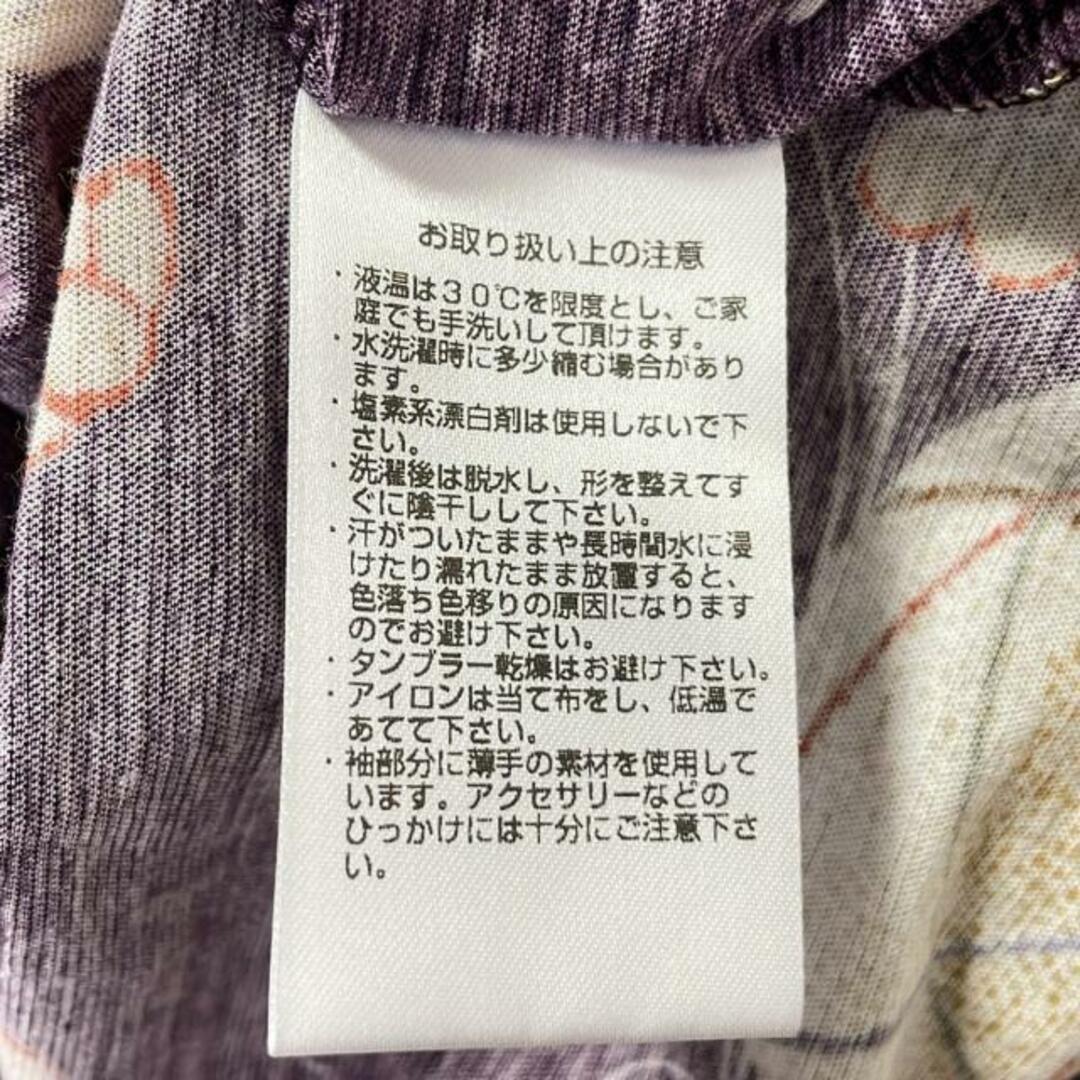 お取り扱い上の注意
・液温は３０℃を限度とし、ご家
庭でも手洗いして頂けます。
・水洗濯時に多少縮む場合があり
ます。
・塩素系漂白剤は使用しないで下
さい。
・洗濯後は脱水し、形を整えてす
ぐに陰干しして下さい。
・汗がついたままや長時間水に浸
けたり濡れたまま放置すると、
色落ち色移りの原因になります
のでお避け下さい。
・タンブラー乾燥はお避け下さい。
・アイロンは当て布をし、低温で
あてて下さい。
・袖部分に薄手の素材を使用して
います。アクセサリーなどの
ひっかけには十分にご注意下さ
い。